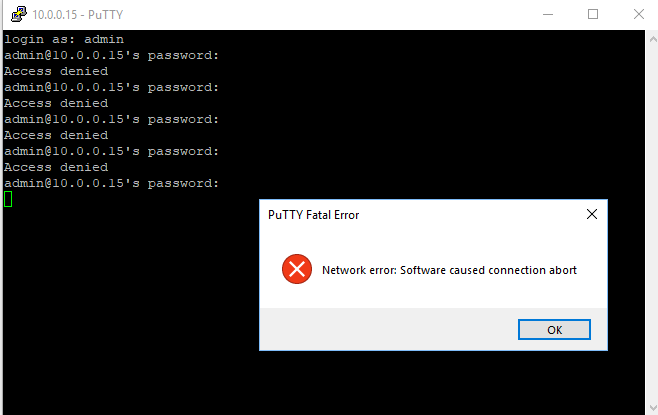 10.0.0.15 - PuTTY
login as: admin
admin@10.0.0.15's password:
Access denied
admin@10.0.0.15's password:
Access denied
admin@10.0.0.15's password:
Access denied
admin@10.0.0.15's password:
Access denied
admin@10.0.0.15's password:
PuTTY Fatal Error
Network error: Software caused connection abort
OK